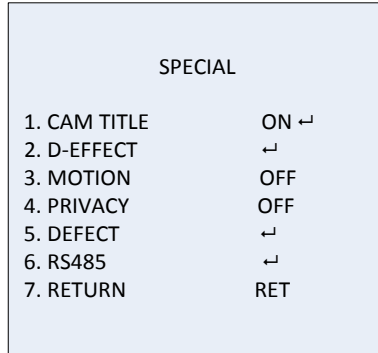 SPECIAL
1. CAM TITLE ON ↵
2. D-EFFECT ↵
3. MOTION OFF
4. PRIVACY OFF
5. DEFECT ↵
6. RS485 ↵
7. RETURN RET